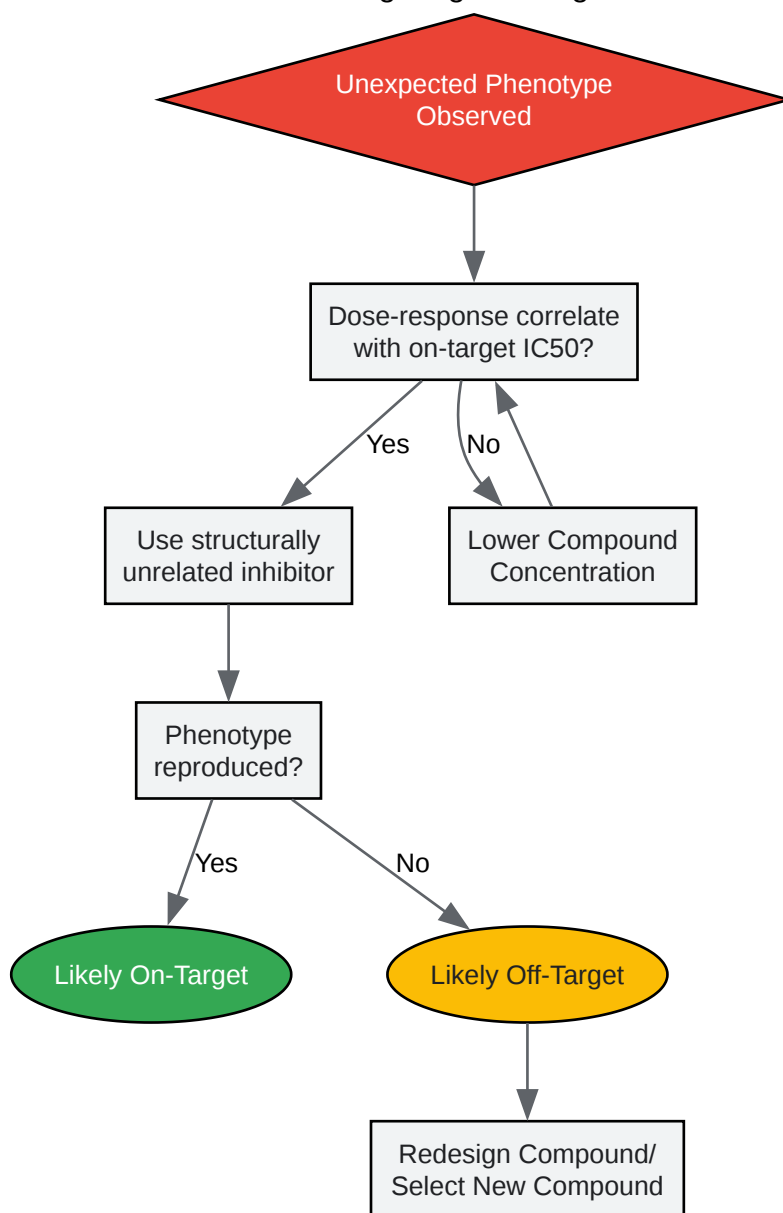 Unexpected Phenotype
Observed
Dose-response correlate
with on-target IC50?
Yes
No
Use structurally
unrelated inhibitor
Lower Compound
Concentration
Phenotype
reproduced?
Yes
No
Likely On-Target
Likely Off-Target
Redesign Compound/
Select New Compound